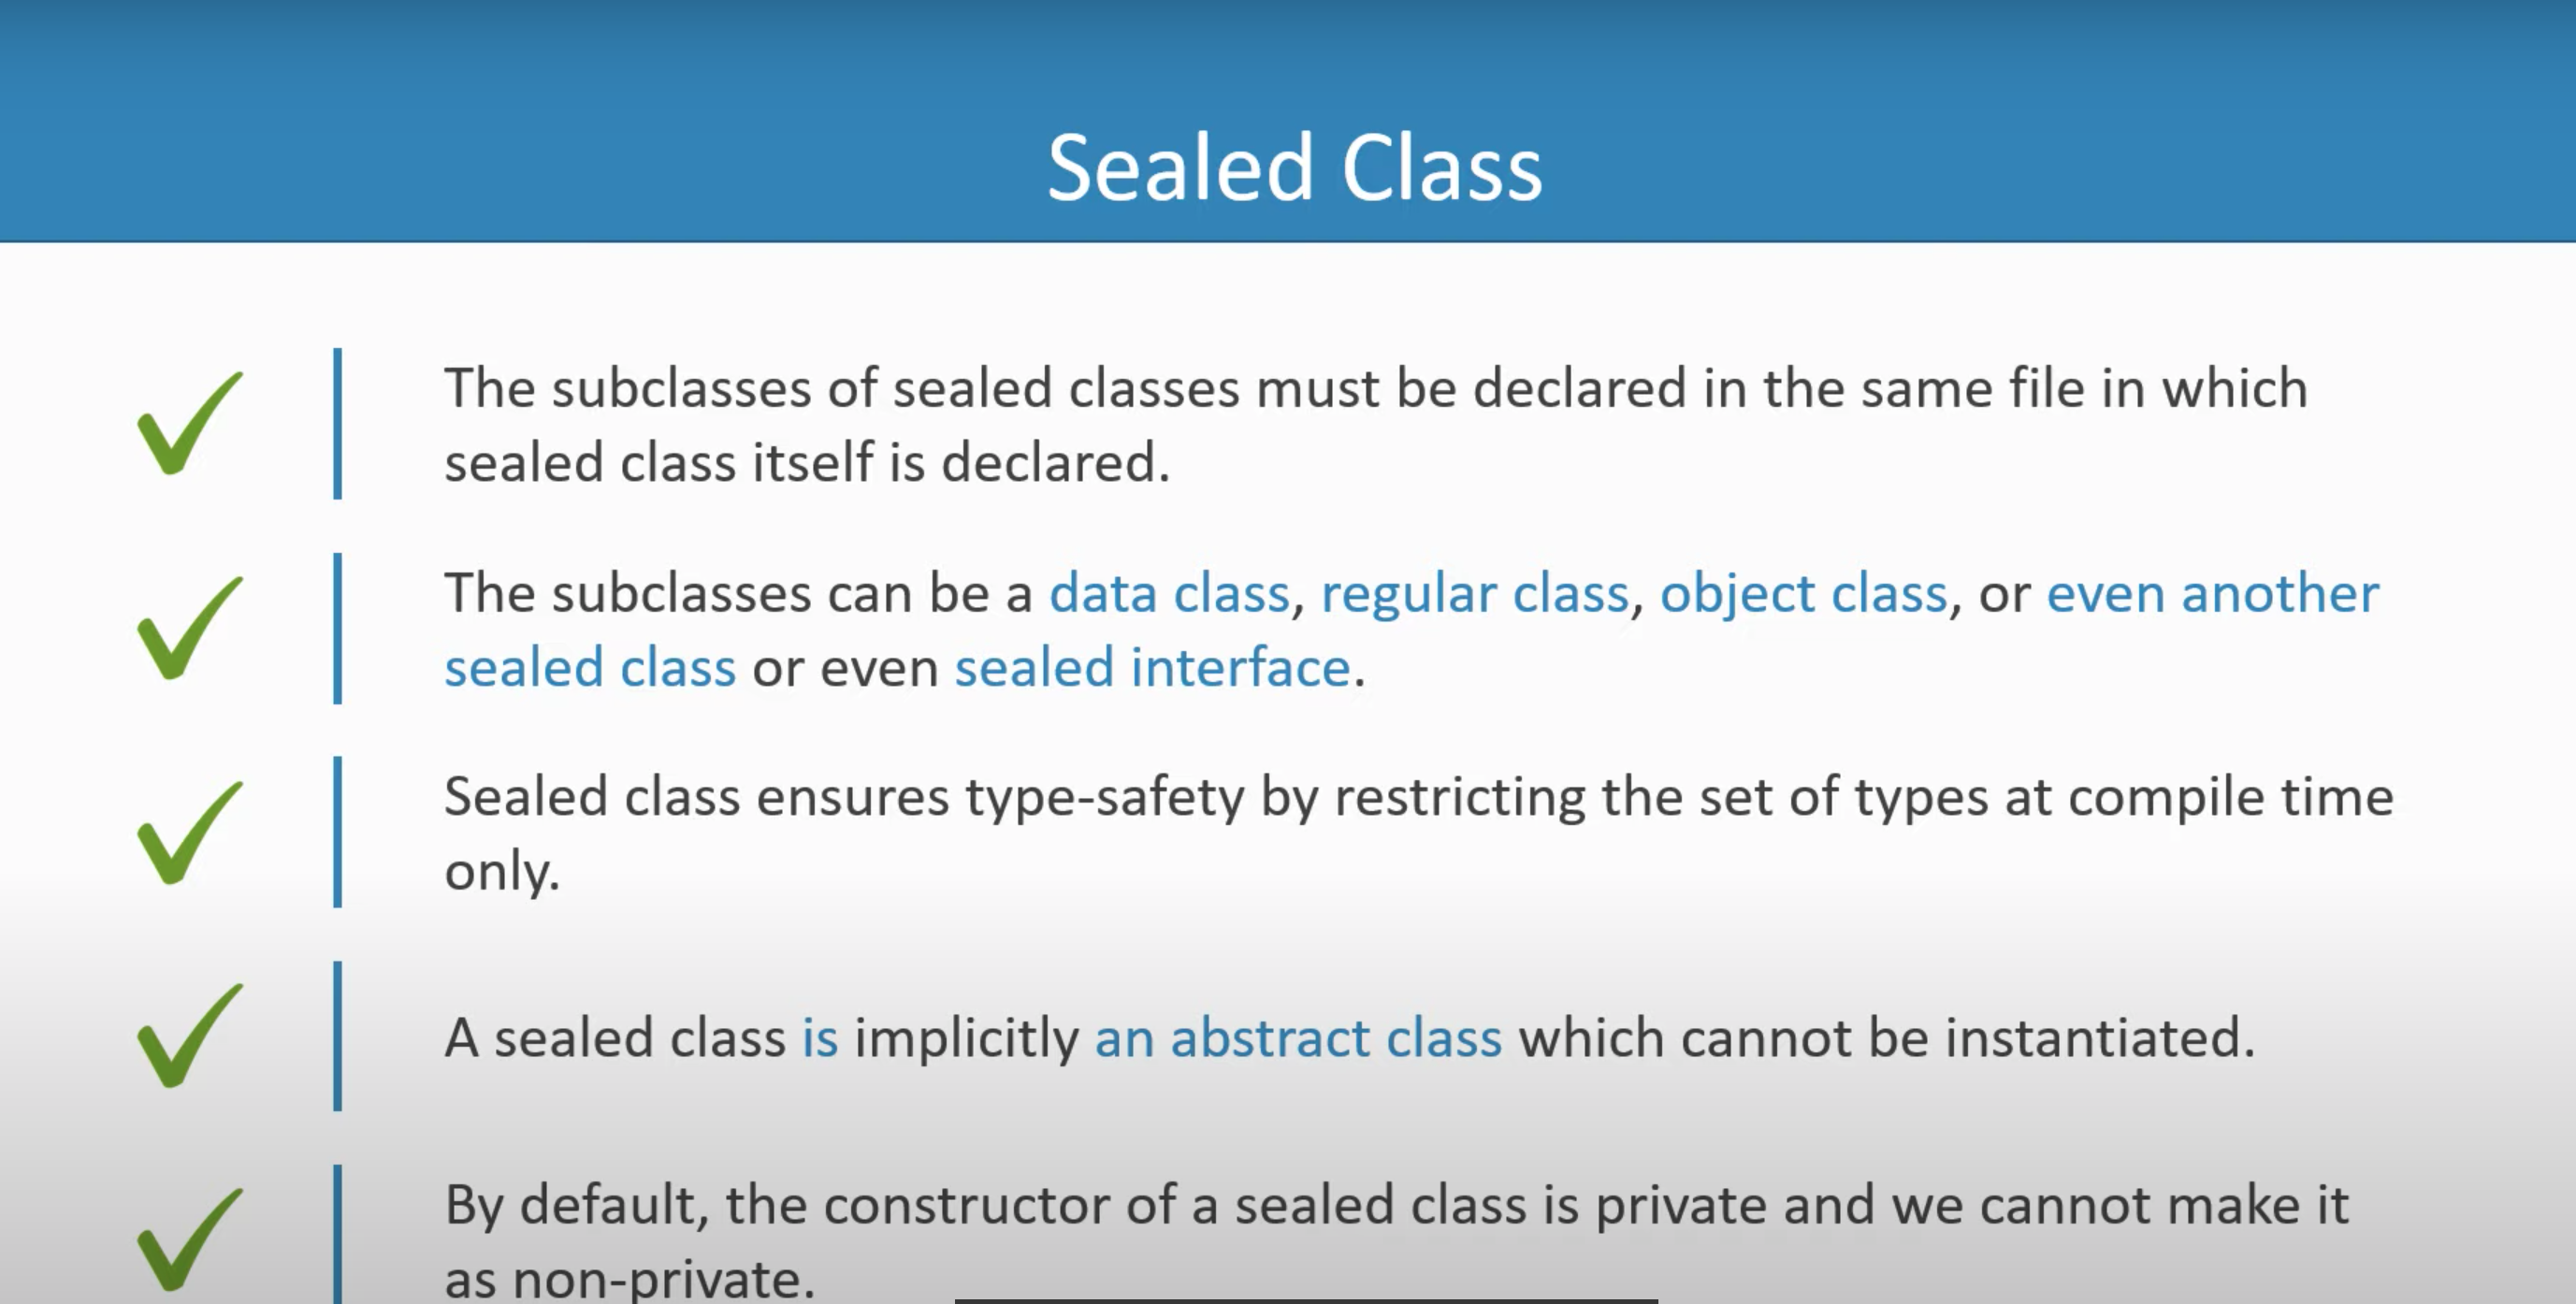 Sealed Class
The subclasses of sealed classes must be declared in the same file in which
sealed class itself is declared.
The subclasses can be a data class, regular class, object class, or even another
sealed class or even sealed interface.
Sealed class ensures type-safety by restricting the set of types at compile time
only.
A sealed class is implicitly an abstract class which cannot be instantiated.
By default, the constructor of a sealed class is private and we cannot make it
as non-private.